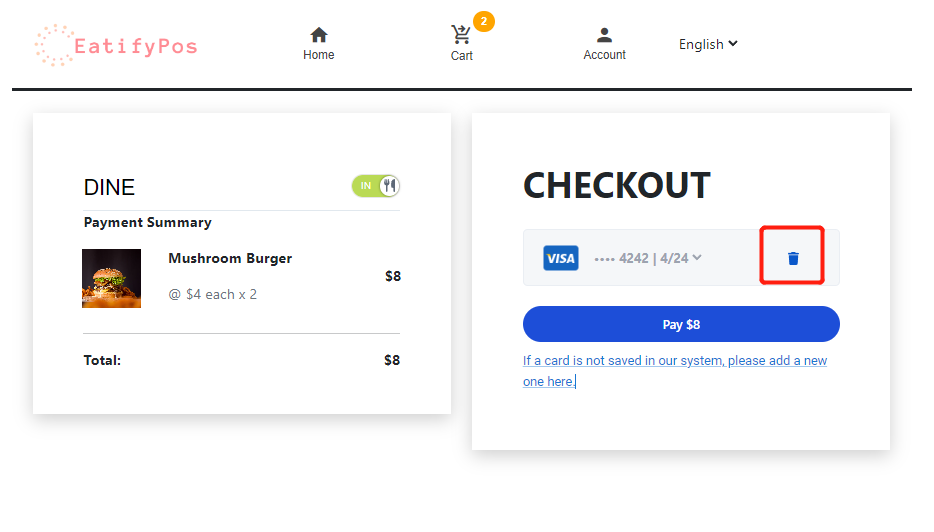 EatifyPos
Home
2
Cart
Account
English
DINE
IN
Payment Summary
Mushroom Burger
@ $4 each x 2
$8
Total:
$8
CHECKOUT
VISA
•••• 4242 | 4/24
Pay $8
If a card is not saved in our system, please add a new
one here.